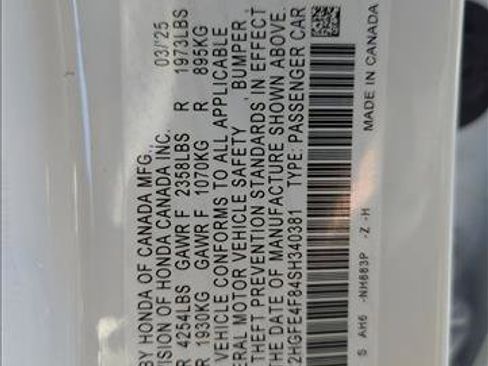 BY HONDA OF CANADA MFG., 03/'25
VISION OF HONDA CANADA INC.
R 4254LBS GAWR F 2358LBS R 1973LBS
R 1930KG GAWR F 1070KG R 895KG
VEHICLE CONFORMS TO ALL APPLICABLE
ERAL MOTOR VEHICLE SAFETY , BUMPER ,
THEFT PREVENTION STANDARDS IN EFFECT
THE DATE OF MANUFACTURE SHOWN ABOVE.
2HGFE4F84SH340381 TYPE: PASSENGER CAR
S AH6 -NH883P -Z -H
MADE IN CANADA